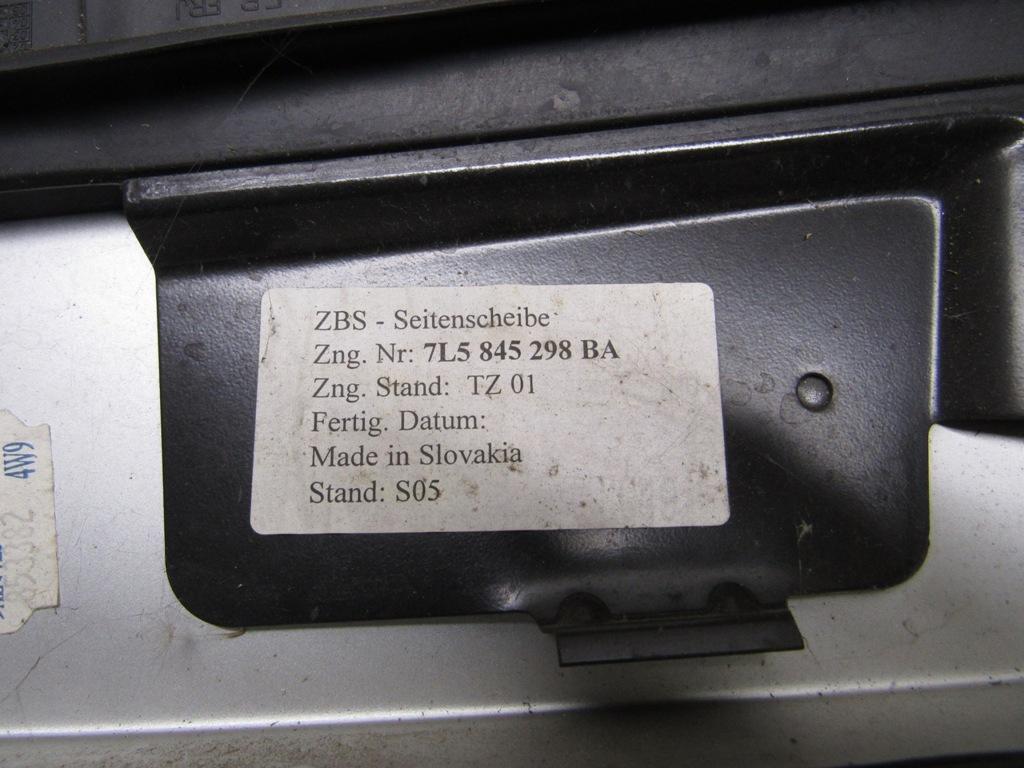 ZBS - Seitenscheibe
Zng. Nr: 7L5 845 298 BA
Zng. Stand: TZ 01
Fertig. Datum:
Made in Slovakia
Stand: S05
4W9